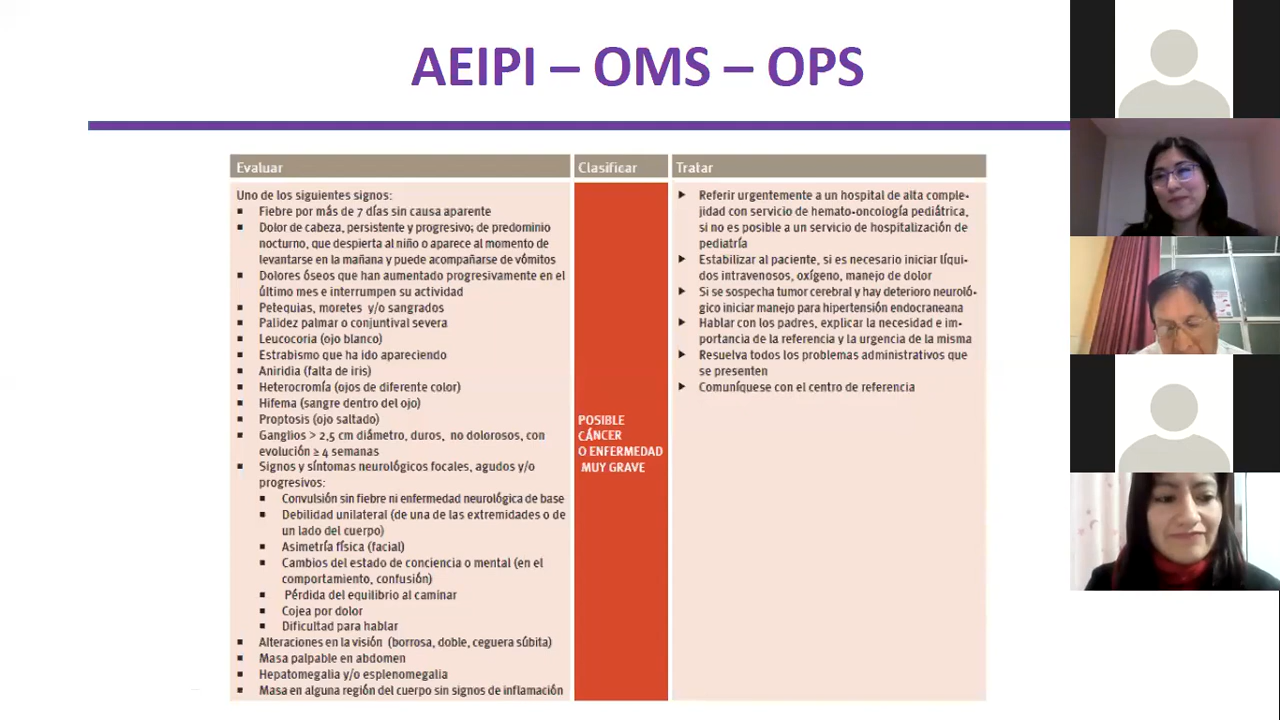 AEIPI – OMS – OPS
Evaluar
Clasificar
Tratar
Uno de los siguientes signos:
Fiebre por más de 7 días sin causa aparente
Dolor de cabeza, persistente y progresivo; de predominio
nocturno, que despierta al niño o aparece al momento de
levantarse en la mañana y puede acompañarse de vómitos
Dolores óseos que han aumentado progresivamente en el
último mes e interrumpen su actividad
Petequias, moretes y/o sangrados
Palidez palmar o conjuntival severa
Leucocoria (ojo blanco)
Estrabismo que ha ido apareciendo
Aniridia (falta de iris)
Heterocromía (ojos de diferente color)
Hifema (sangre dentro del ojo)
Proptosis (ojo saltado)
Ganglios > 2,5 cm diámetro, duros, no dolorosos, con
evolución ≥ 4 semanas
Signos y síntomas neurológicos focales, agudos y/o
progresivos:
Convulsión sin fiebre ni enfermedad neurológica de base
Debilidad unilateral (de una de las extremidades o de
un lado del cuerpo)
Asimetría física (facial)
Cambios del estado de conciencia o mental (en el
comportamiento, confusión)
Pérdida del equilibrio al caminar
Cojea por dolor
Dificultad para hablar
Alteraciones en la visión (borrosa, doble, ceguera súbita)
Masa palpable en abdomen
Hepatomegalia y/o esplenomegalia
Masa en alguna región del cuerpo sin signos de inflamación
POSIBLE
CÁNCER
O ENFERMEDAD
MUY GRAVE
Referir urgentemente a un hospital de alta comple-
jidad con servicio de hemato-oncología pediátrica,
si no es posible a un servicio de hospitalización de
pediatría
Estabilizar al paciente, si es necesario iniciar líqui-
dos intravenosos, oxígeno, manejo de dolor
Si se sospecha tumor cerebral y hay deterioro neuroló-
gico iniciar manejo para hipertensión endocraneana
Hablar con los padres, explicar la necesidad e im-
portancia de la referencia y la urgencia de la misma
Resuelva todos los problemas administrativos que
se presenten
Comuníquese con el centro de referencia